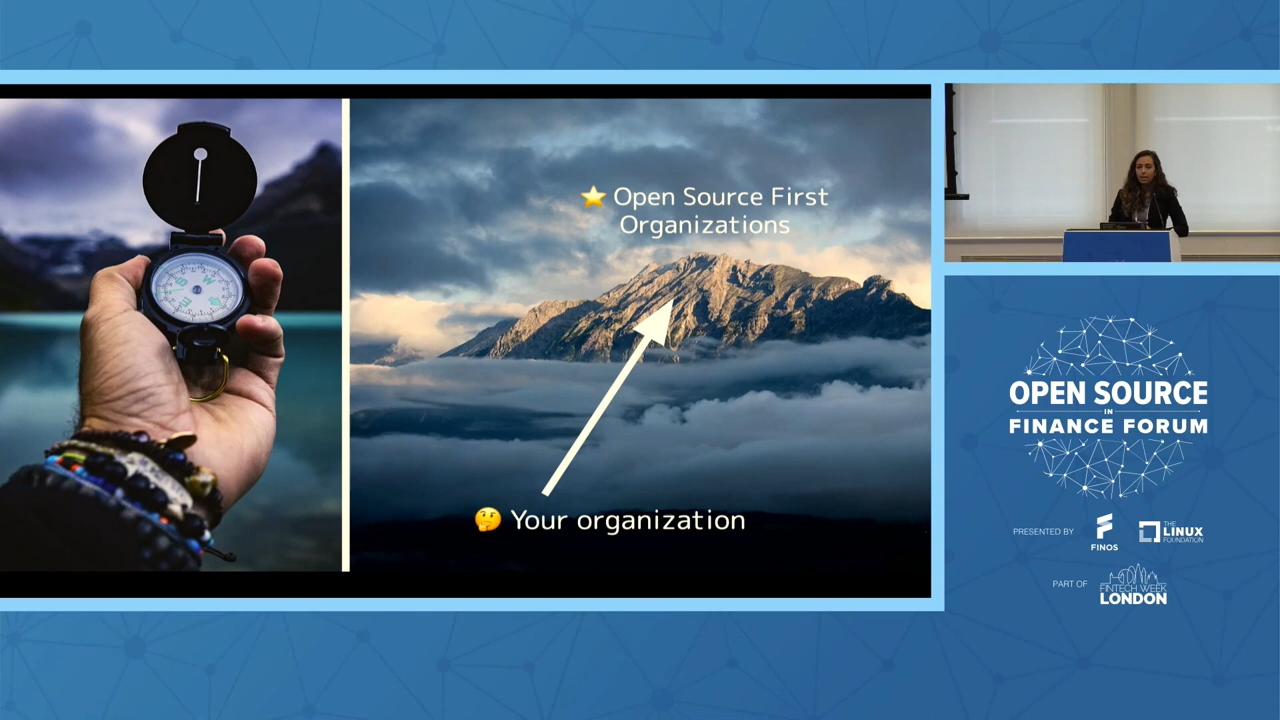 ⭐ Open Source First
Organizations
🤔 Your organization
OPEN SOURCE
IN
FINANCE FORUM
PRESENTED BY
FINOS
THE
LINUX
FOUNDATION
PART OF
FINTECH WEEK
LONDON